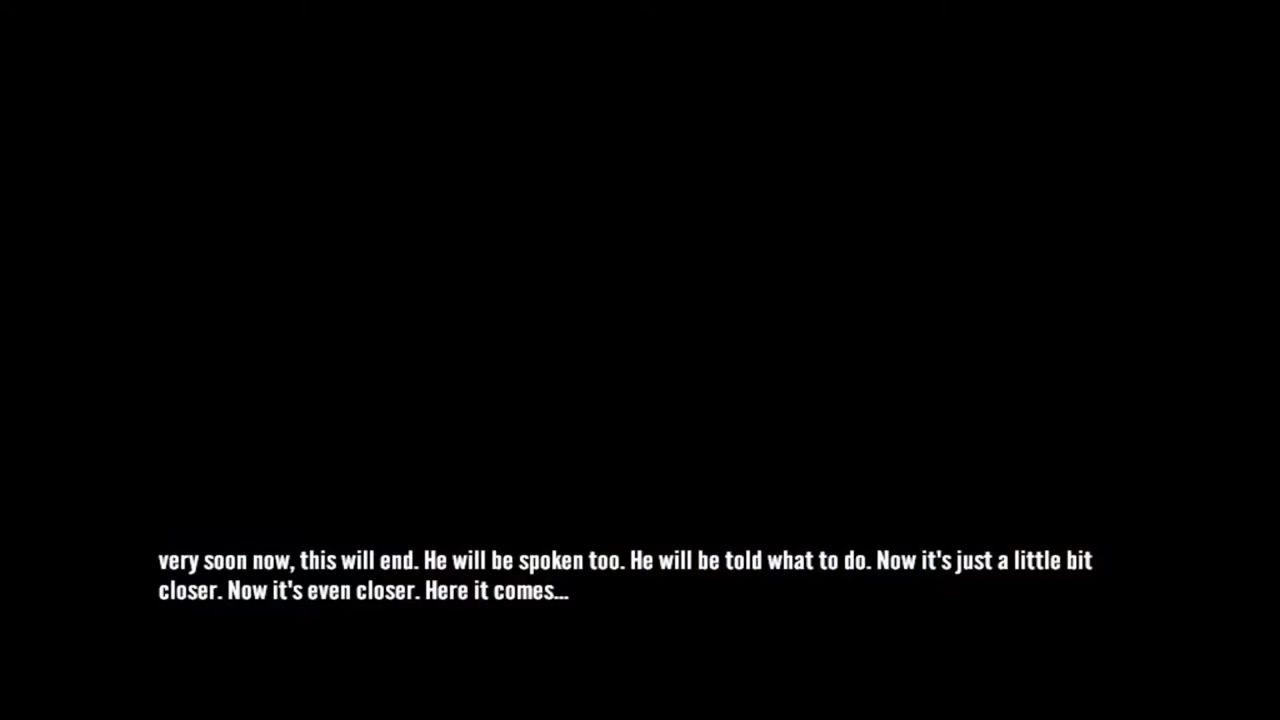 very soon now, this will end. He will be spoken too. He will be told what to do. Now it's just a little bit
closer. Now it's even closer. Here it comes...